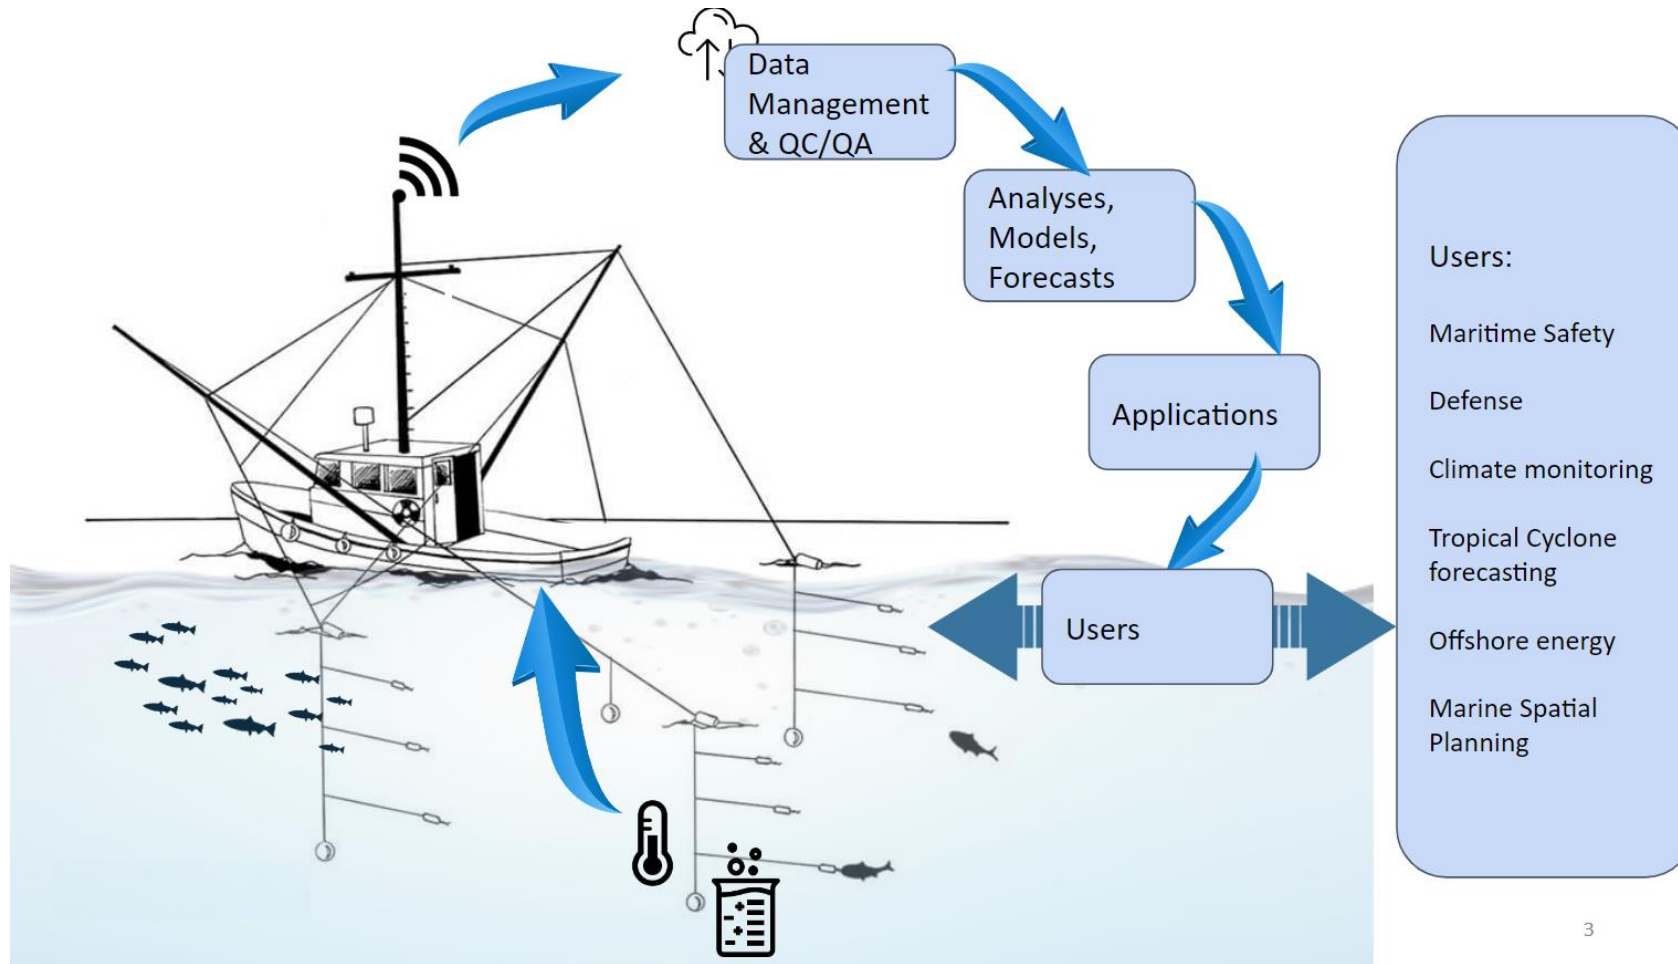 Data
Management
& QC/QA
Analyses,
Models,
Forecasts
Applications
Users
Users:
Maritime Safety
Defense
Climate monitoring
Tropical Cyclone
forecasting
Offshore energy
Marine Spatial
Planning
3